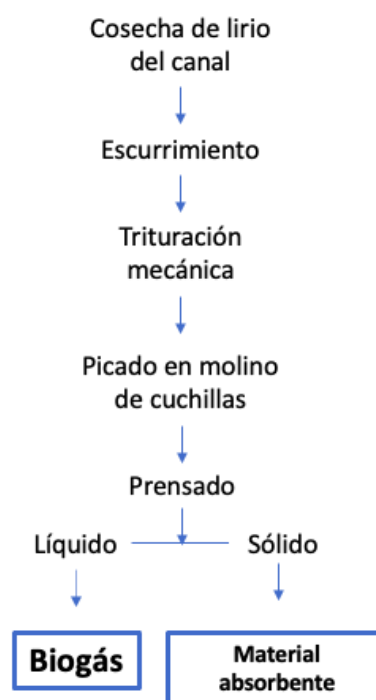 Cosecha de lirio
del canal
Escurrimiento
Trituración
mecánica
Picado en molino
de cuchillas
Prensado
Líquido
Sólido
Biogás
Material
absorbente